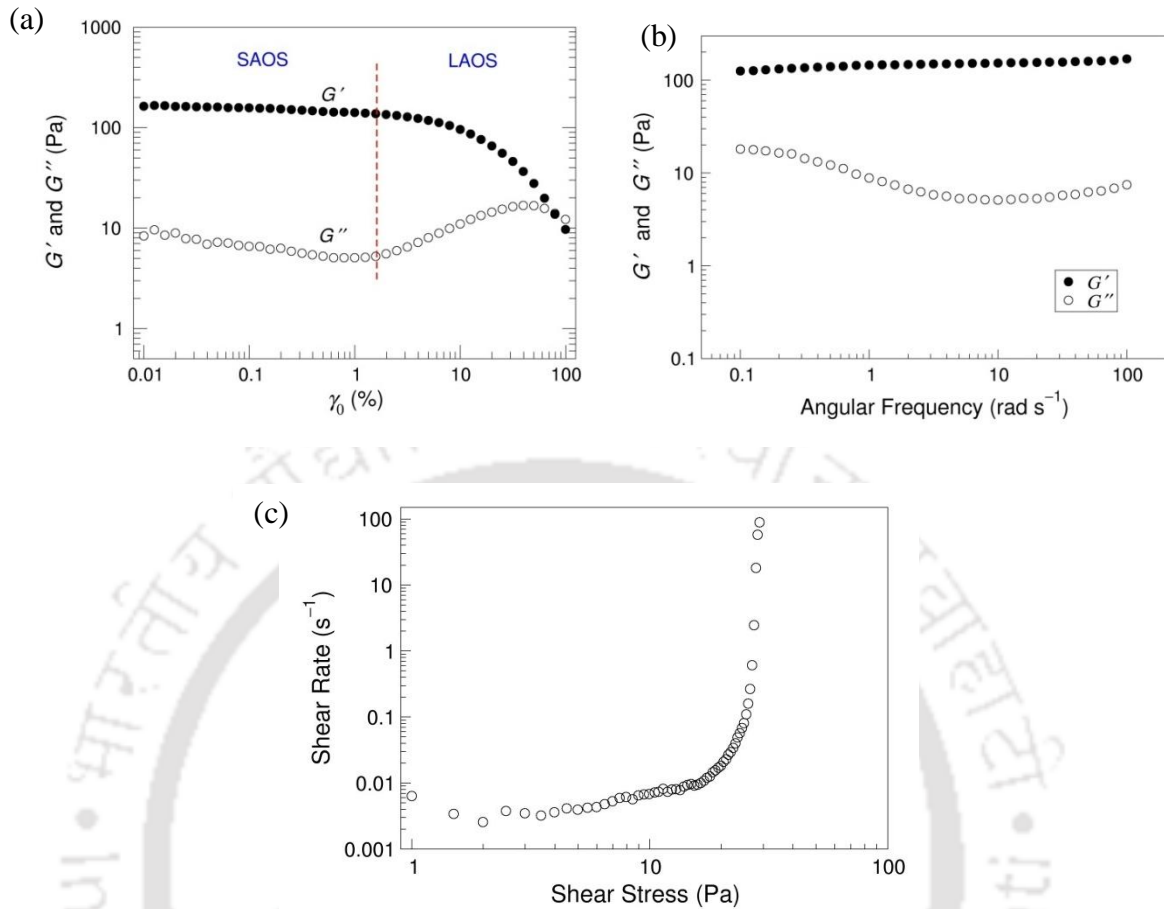 (a)
1000
100
10
1
G′ and G″ (Pa)
SAOS
LAOS
G′
G″
0.01
0.1
1
10
100
γ₀ (%)
(b)
100
10
1
0.1
G′ and G″ (Pa)
G′
G″
0.1
1
10
100
Angular Frequency (rad s⁻¹)
(c)
100
10
1
0.1
0.01
0.001
Shear Rate (s⁻¹)
1
10
100
Shear Stress (Pa)